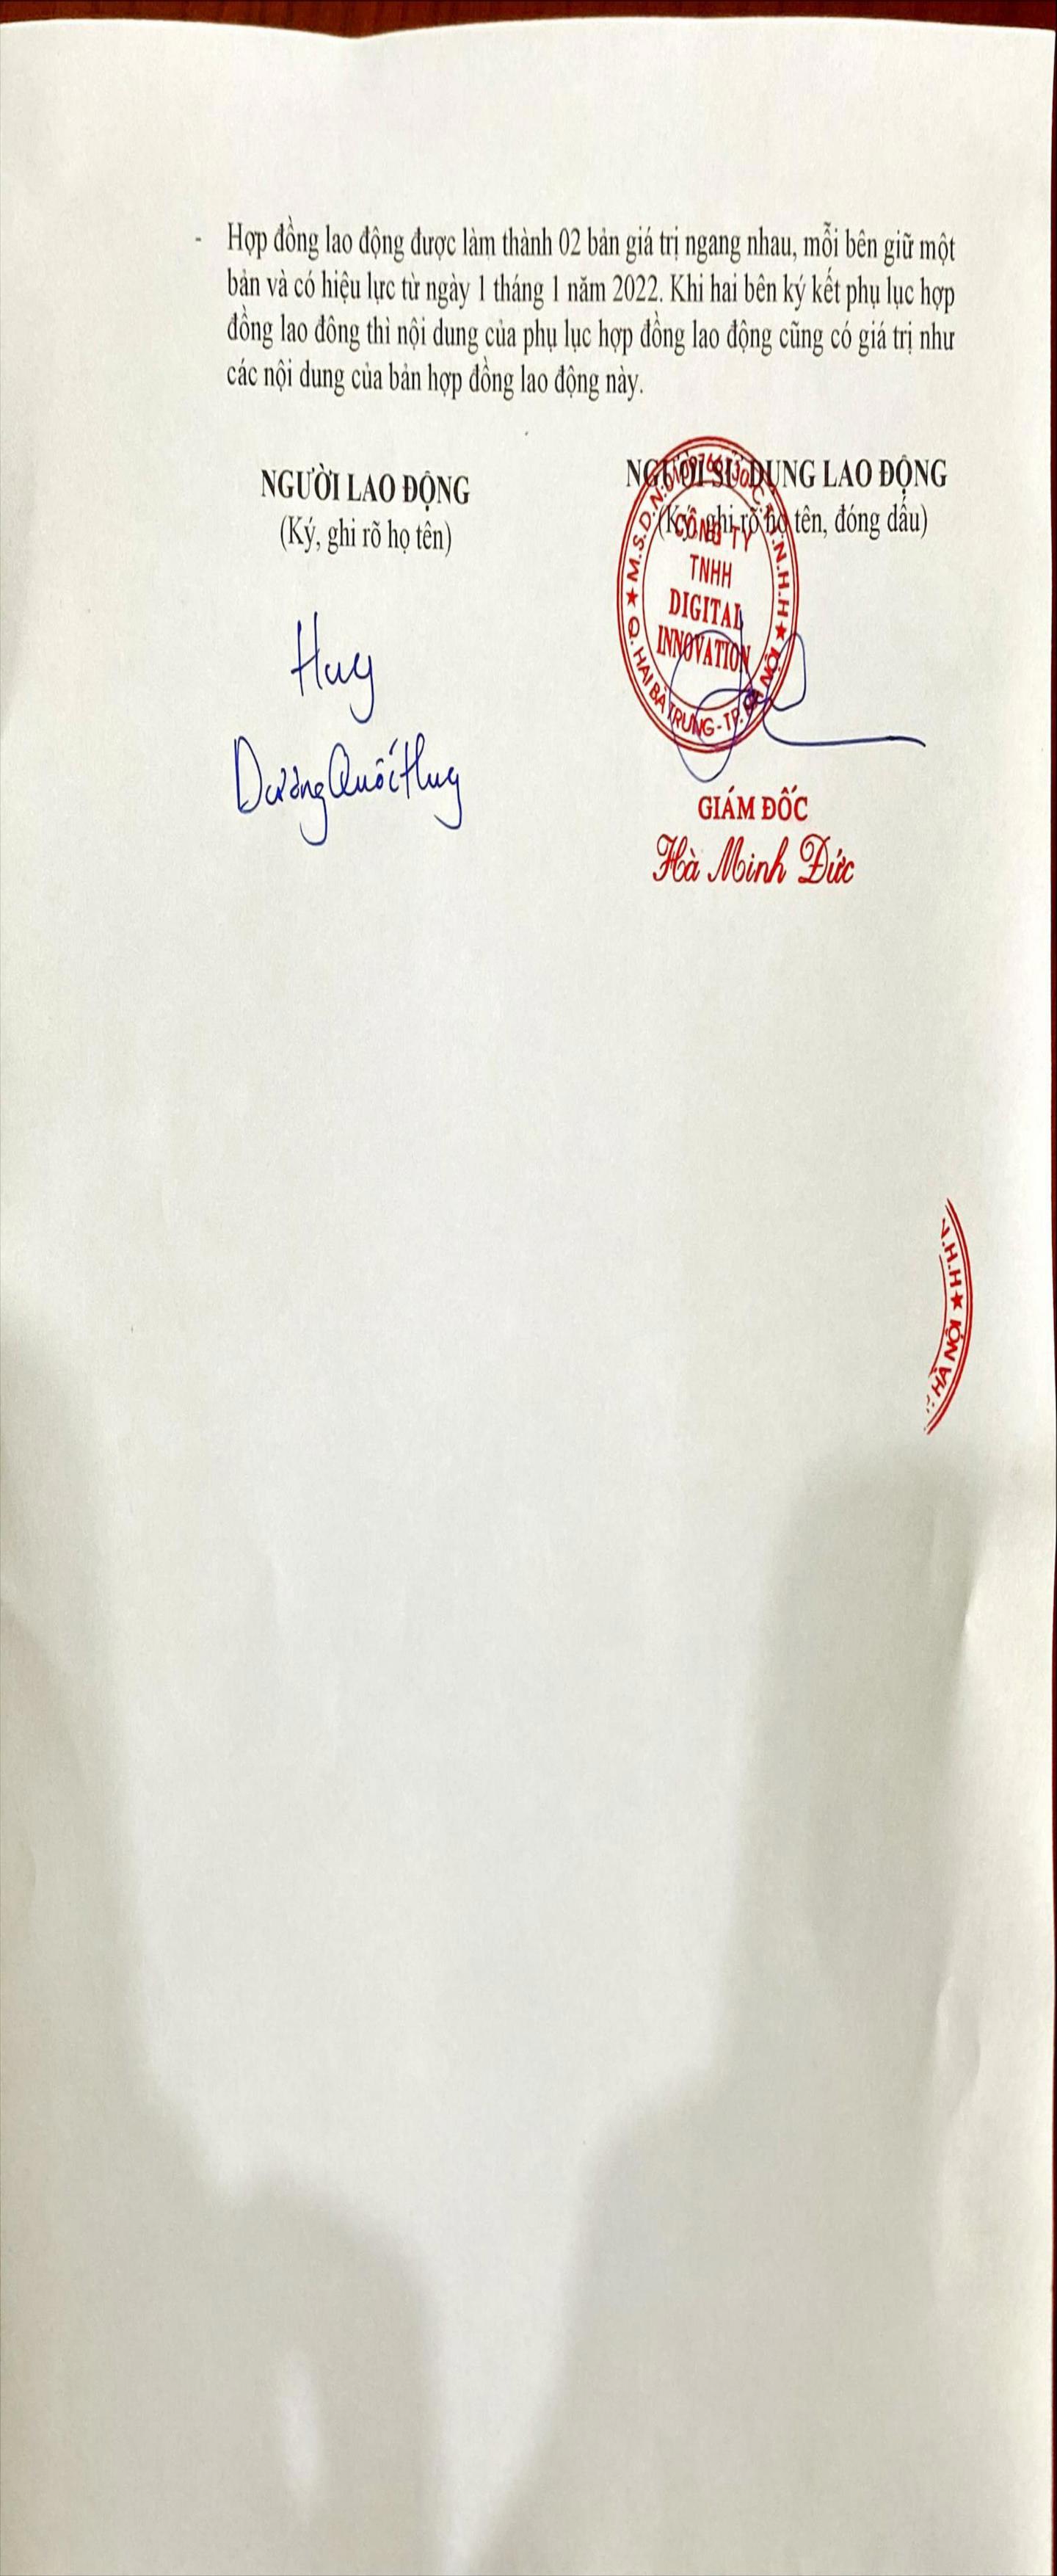 - Hợp đồng lao động được làm thành 02 bản giá trị ngang nhau, mỗi bên giữ một
bản và có hiệu lực từ ngày 1 tháng 1 năm 2022. Khi hai bên ký kết phụ lục hợp
đồng lao đông thì nội dung của phụ lục hợp đồng lao động cũng có giá trị như
các nội dung của bản hợp đồng lao động này.
NGƯỜI LAO ĐỘNG
(Ký, ghi rõ họ tên)
Huy
Dương Quốc Huy
NGƯỜI SỬ DỤNG LAO ĐỘNG
(Ký, ghi rõ họ tên, đóng dấu)
M.S.D.N: C.T.T.N.H.H
CÔNG TY
TNHH
DIGITAL
INNOVATION
Q. HAI BÀ TRƯNG - TP. HÀ NỘI
GIÁM ĐỐC
Hà Minh Đức
N.H.H ★
HÀ NỘI